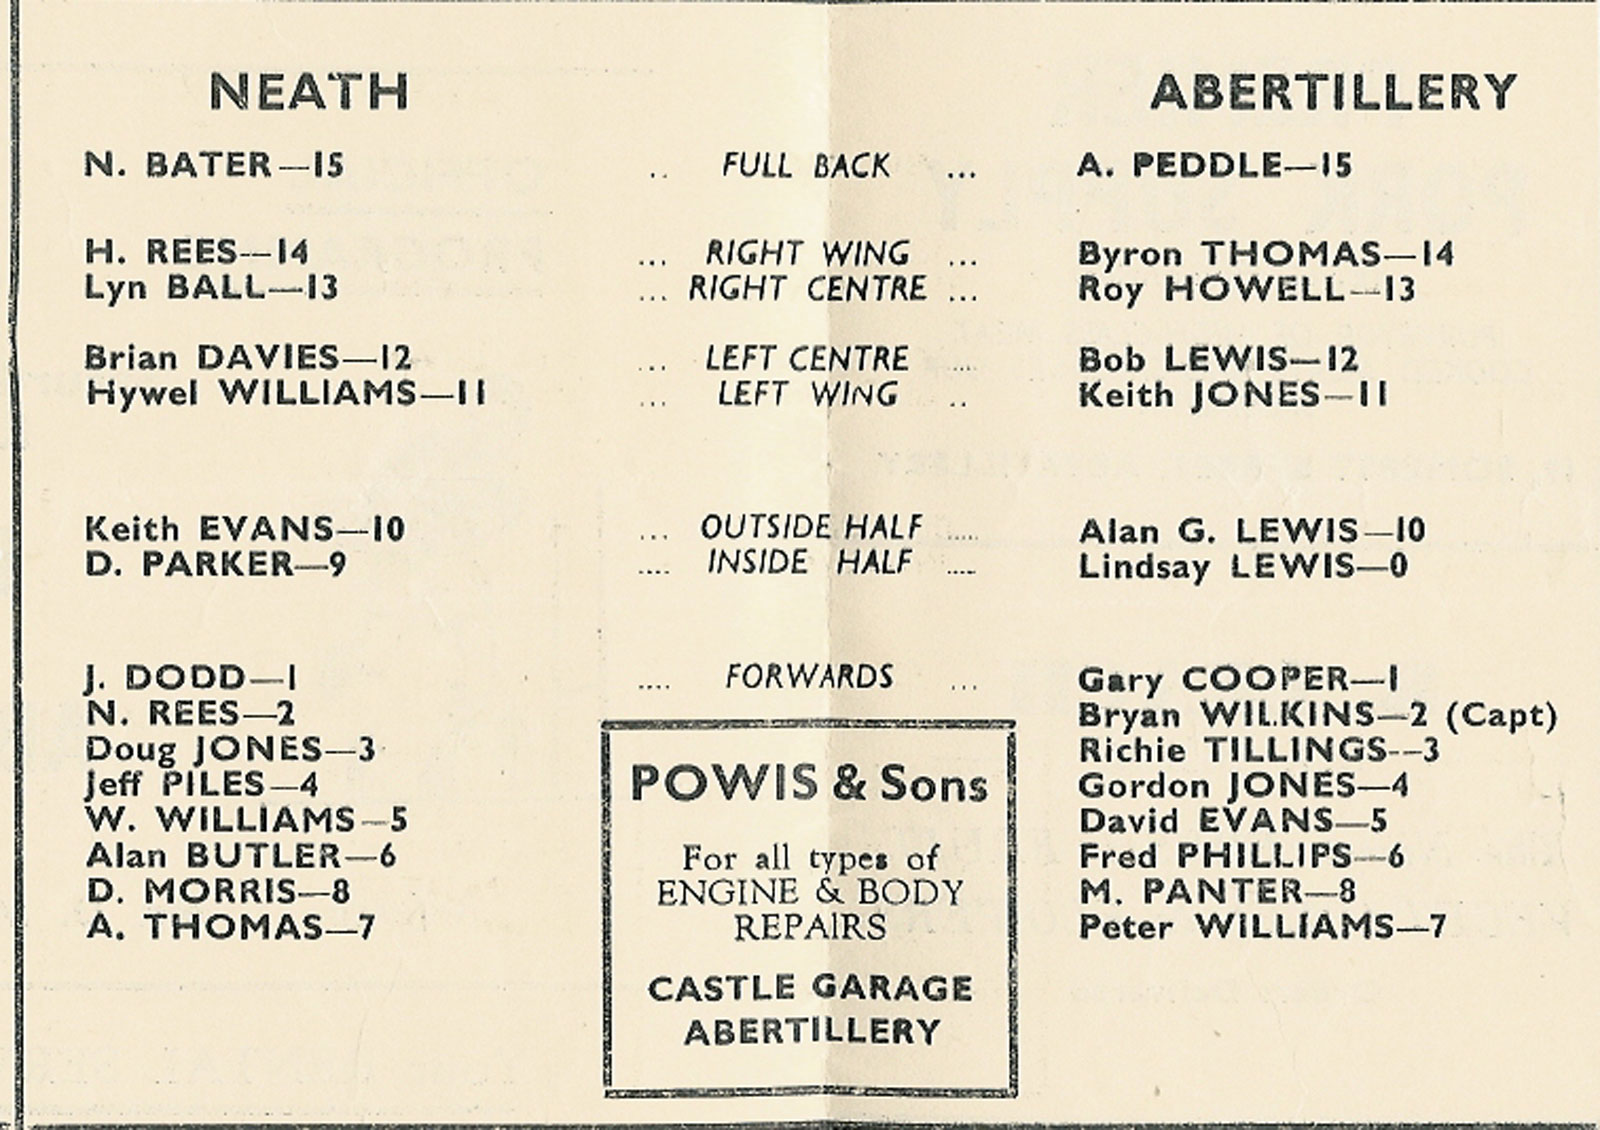 NEATH ABERTILLERY
N. BATER—15 .. FULL BACK ... A. PEDDLE—15
H. REES—14 ... RIGHT WING ... Byron THOMAS—14
Lyn BALL—13 ... RIGHT CENTRE ... Roy HOWELL—13
Brian DAVIES—12 ... LEFT CENTRE .... Bob LEWIS—12
Hywel WILLIAMS—11 ... LEFT WING .. Keith JONES—11
Keith EVANS—10 ... OUTSIDE HALF ..... Alan G. LEWIS—10
D. PARKER—9 .... INSIDE HALF .... Lindsay LEWIS—0
J. DODD—1 .... FORWARDS ... Gary COOPER—1
N. REES—2 Bryan WILKINS—2 (Capt)
Doug JONES—3 Richie TILLINGS--3
Jeff PILES—4 Gordon JONES—4
W. WILLIAMS—5 David EVANS—5
Alan BUTLER—6 Fred PHILLIPS—6
D. MORRIS—8 M. PANTER—8
A. THOMAS—7 Peter WILLIAMS—7
POWIS & Sons
For all types of
ENGINE & BODY
REPAIRS
CASTLE GARAGE
ABERTILLERY